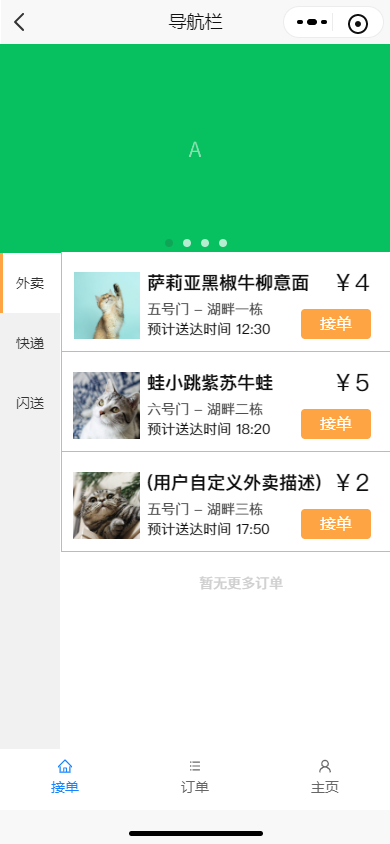 导航栏
A
外卖
快递
闪送
萨莉亚黑椒牛柳意面
¥4
五号门 - 湖畔一栋
预计送达时间 12:30
接单
蛙小跳紫苏牛蛙
¥5
六号门 - 湖畔二栋
预计送达时间 18:20
接单
(用户自定义外卖描述)
¥2
五号门 - 湖畔三栋
预计送达时间 17:50
接单
暂无更多订单
接单
订单
主页